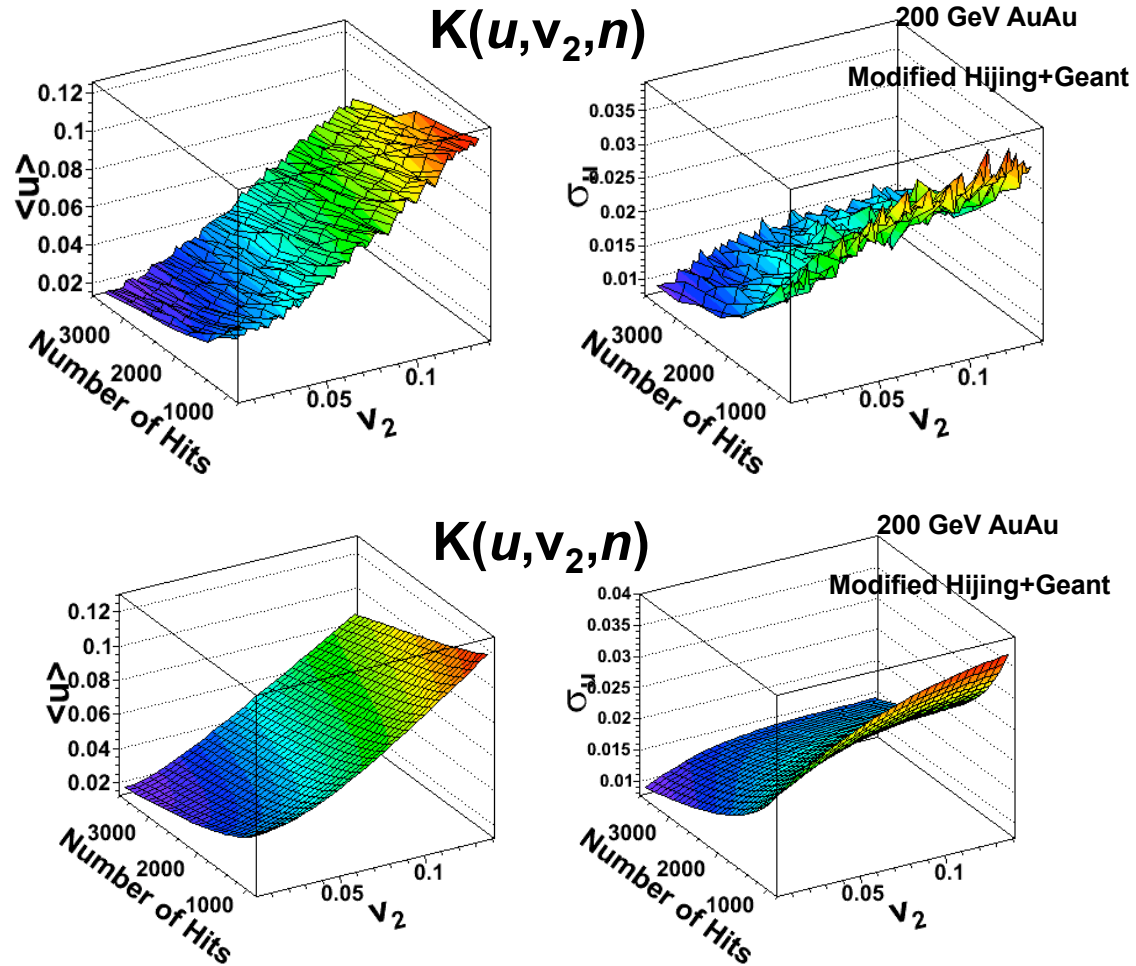 K(u,v2,n)
200 GeV AuAu
Modified Hijing+Geant
0.12
0.1
0.08
0.06
0.04
0.02
<u>
3000
2000
1000
Number of Hits
0.05
0.1
v2
0.035
0.03
0.025
0.02
0.015
0.01
σu
3000
2000
1000
Number of Hits
0.05
0.1
v2
K(u,v2,n)
200 GeV AuAu
Modified Hijing+Geant
0.12
0.1
0.08
0.06
0.04
0.02
<u>
3000
2000
1000
Number of Hits
0.05
0.1
v2
0.04
0.035
0.03
0.025
0.02
0.015
0.01
σu
3000
2000
1000
Number of Hits
0.05
0.1
v2